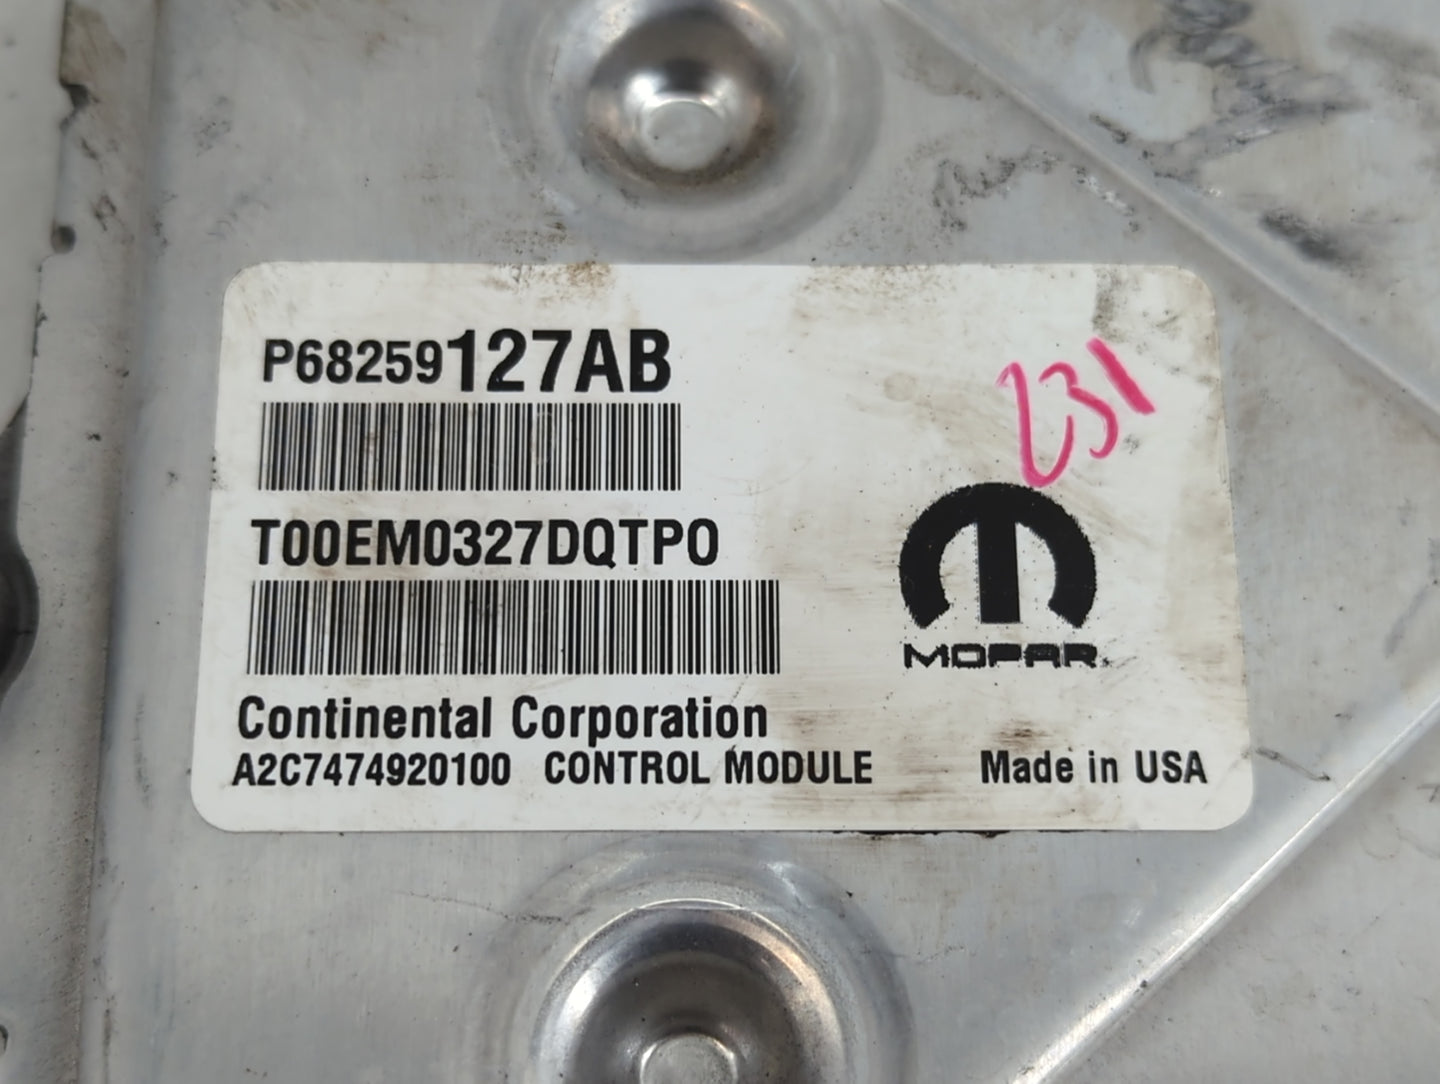 P68259127AB
231
T00EM0327DQTP0
MOPAR
Continental Corporation
A2C7474920100 CONTROL MODULE Made in USA